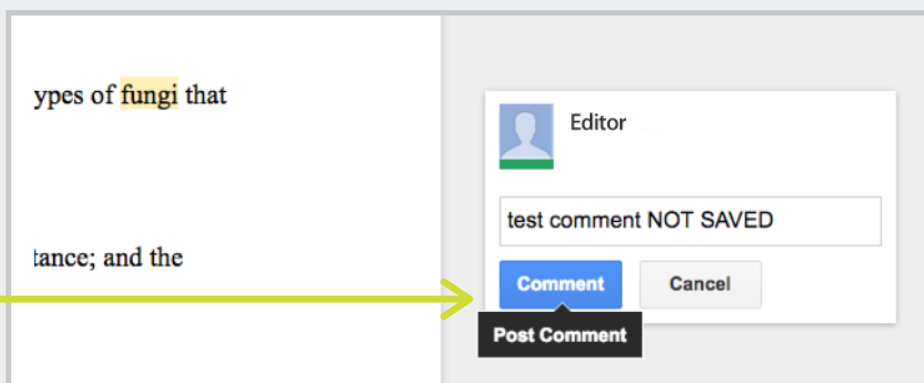 ypes of fungi that
tance; and the
Editor
test comment NOT SAVED
Comment
Cancel
Post Comment